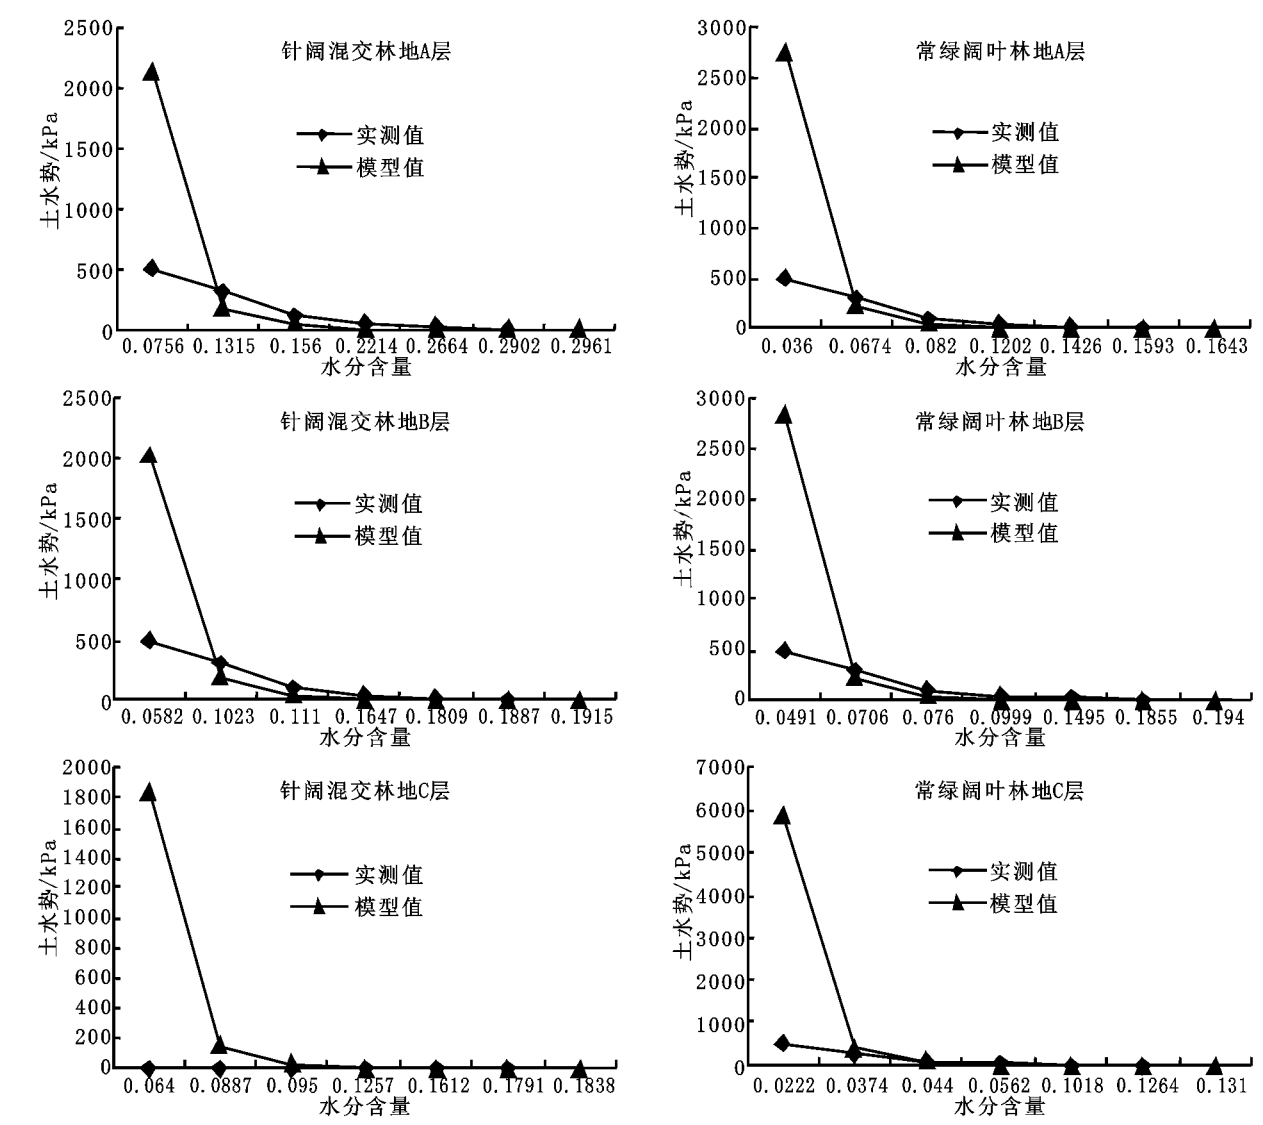 针阔混交林地A层
土水势/kPa
2500
2000
1500
1000
500
0
实测值
模型值
0.0756 0.1315 0.156 0.2214 0.2664 0.2902 0.2961
水分含量
常绿阔叶林地A层
土水势/kPa
3000
2500
2000
1500
1000
500
0
实测值
模型值
0.036 0.0674 0.082 0.1202 0.1426 0.1593 0.1643
水分含量
针阔混交林地B层
土水势/kPa
2500
2000
1500
1000
500
0
实测值
模型值
0.0582 0.1023 0.111 0.1647 0.1809 0.1887 0.1915
水分含量
常绿阔叶林地B层
土水势/kPa
3000
2500
2000
1500
1000
500
0
实测值
模型值
0.0491 0.0706 0.076 0.0999 0.1495 0.1855 0.194
水分含量
针阔混交林地C层
土水势/kPa
2000
1800
1600
1400
1200
1000
800
600
400
200
0
实测值
模型值
0.064 0.0887 0.095 0.1257 0.1612 0.1791 0.1838
水分含量
常绿阔叶林地C层
土水势/kPa
7000
6000
5000
4000
3000
2000
1000
0
实测值
模型值
0.0222 0.0374 0.044 0.0562 0.1018 0.1264 0.131
水分含量